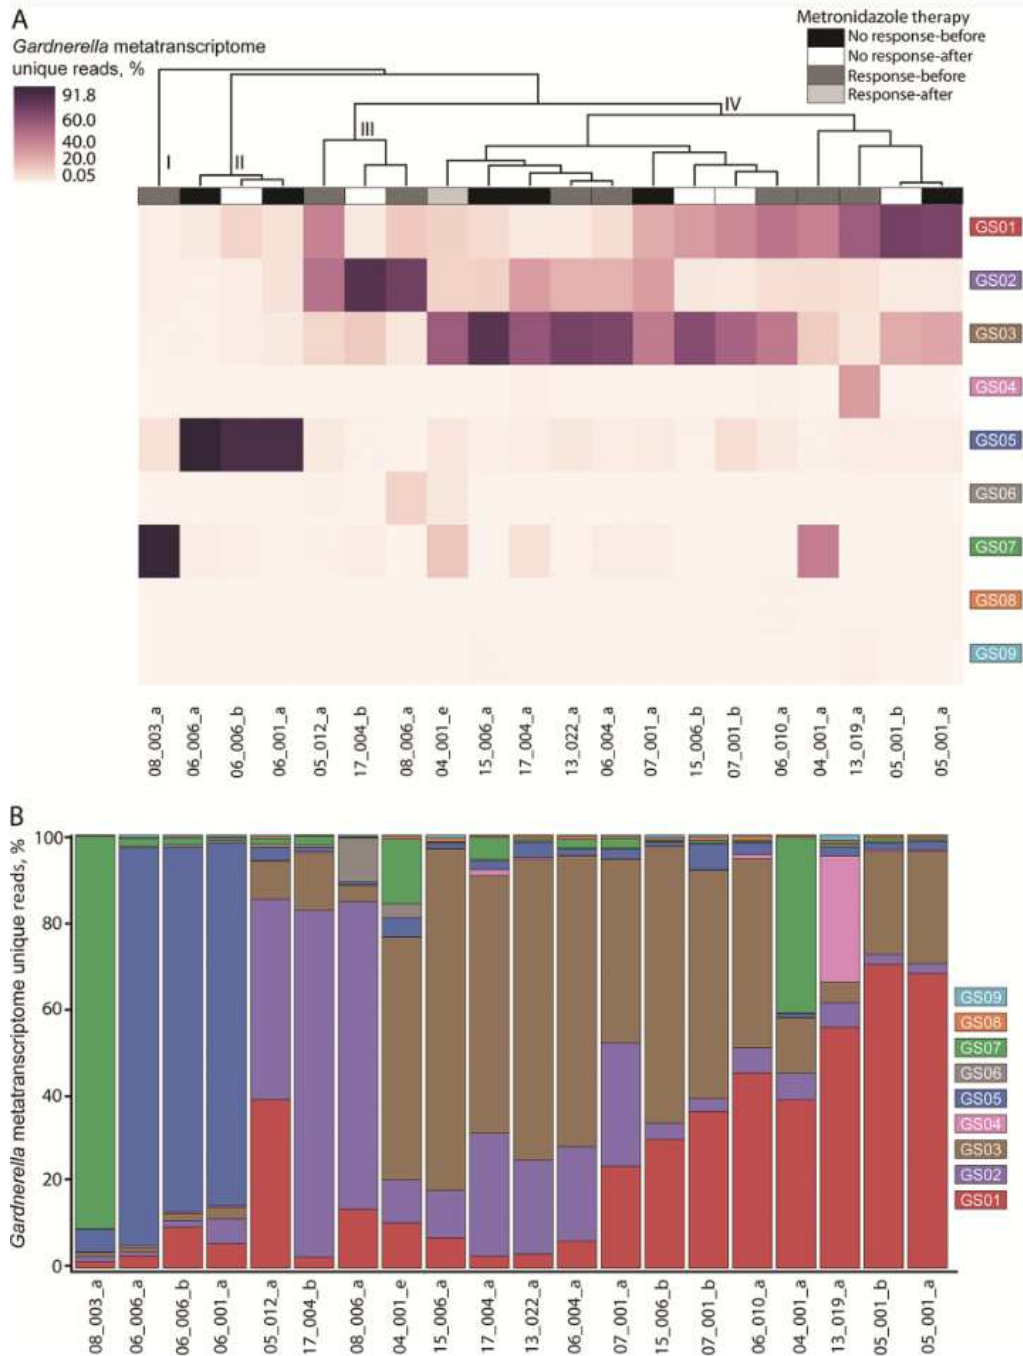 A
Gardnerella metatranscriptome
unique reads, %
91.8
60.0
40.0
20.0
0.05
Metronidazole therapy
No response-before
No response-after
Response-before
Response-after
I
II
III
IV
GS01
GS02
GS03
GS04
GS05
GS06
GS07
GS08
GS09
08_003_a
06_006_a
06_006_b
06_001_a
05_012_a
17_004_b
08_006_a
04_001_e
15_006_a
17_004_a
13_022_a
06_004_a
07_001_a
15_006_b
07_001_b
06_010_a
04_001_a
13_019_a
05_001_b
05_001_a
B
Gardnerella metatranscriptome unique reads, %
100
80
60
40
20
0
GS09
GS08
GS07
GS06
GS05
GS04
GS03
GS02
GS01
08_003_a
06_006_a
06_006_b
06_001_a
05_012_a
17_004_b
08_006_a
04_001_e
15_006_a
17_004_a
13_022_a
06_004_a
07_001_a
15_006_b
07_001_b
06_010_a
04_001_a
13_019_a
05_001_b
05_001_a